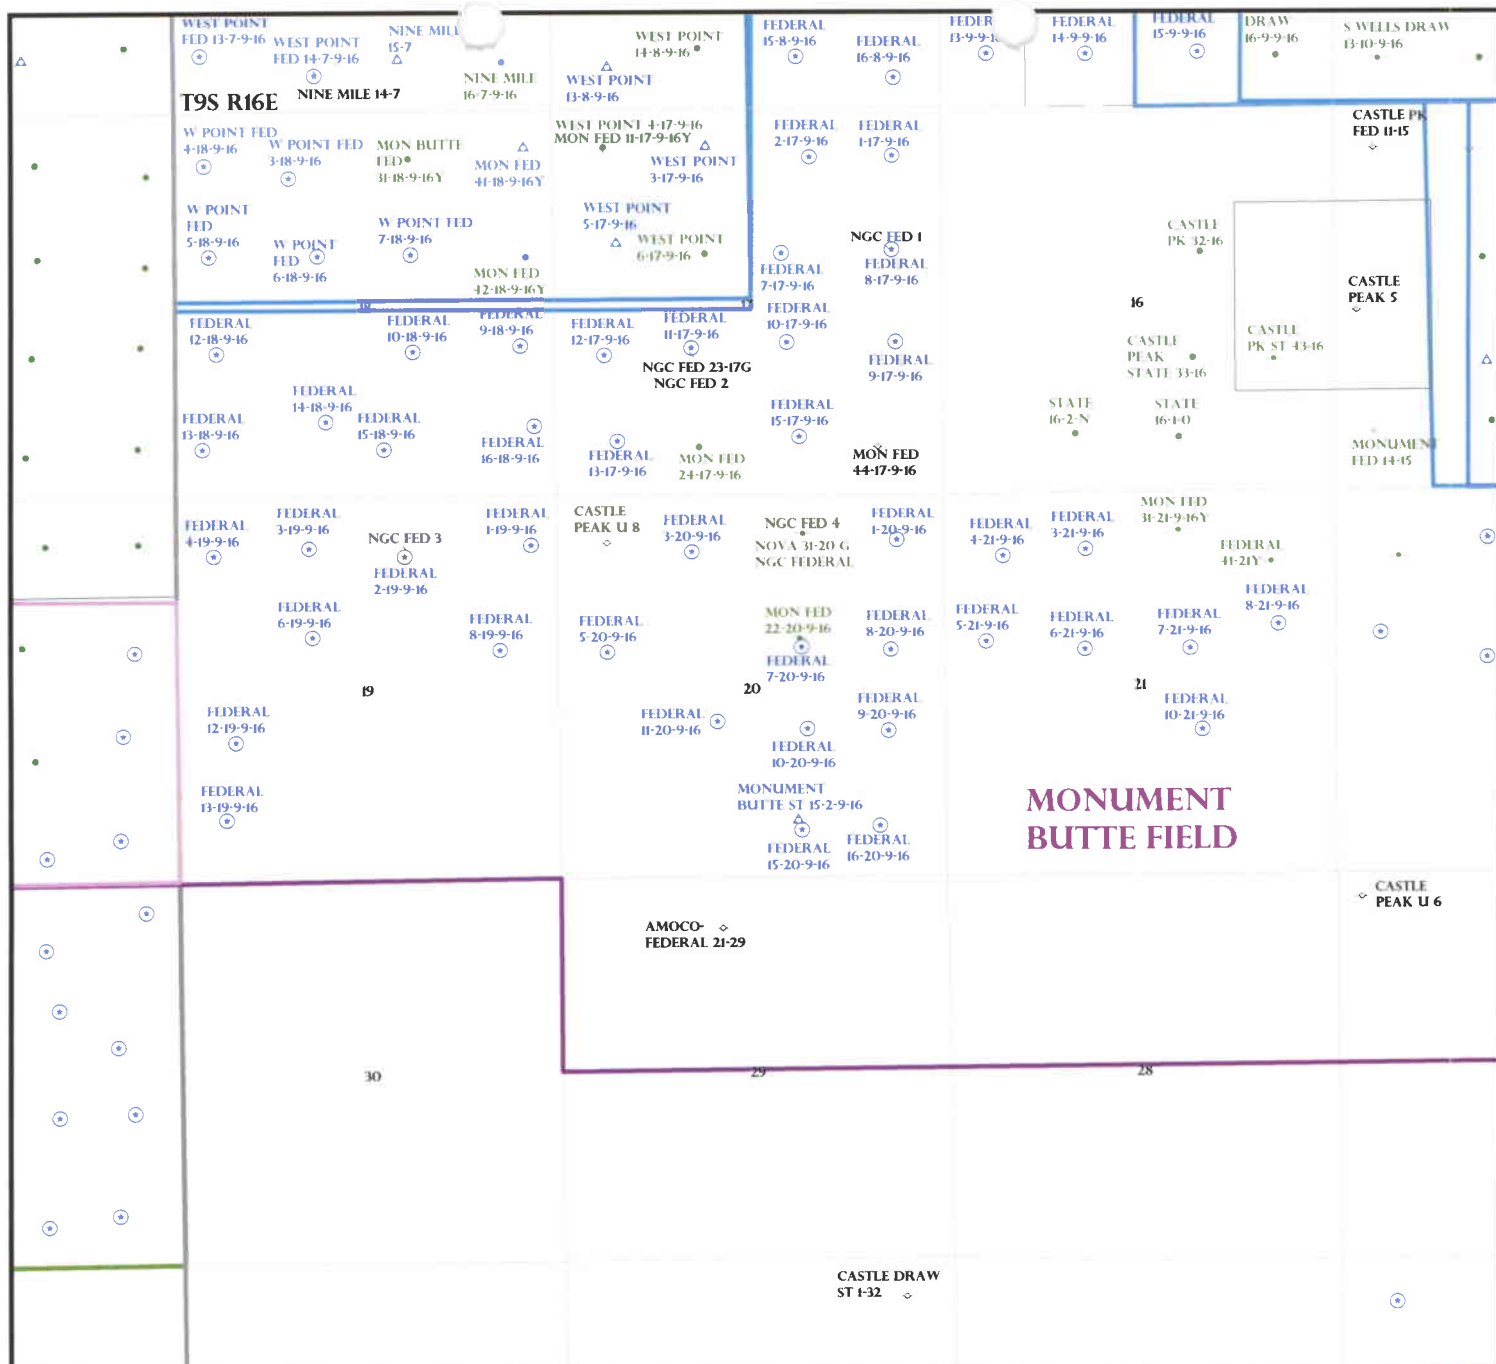 WEST POINT
FED 13-7-9-16
WEST POINT
FED 14-7-9-16
NINE MILE
15-7
NINE MILE 14-7
NINE MILE
16-7-9-16
WEST POINT
14-8-9-16
WEST POINT
13-8-9-16
FEDERAL
15-8-9-16
FEDERAL
16-8-9-16
13-9-9-16
FEDERAL
14-9-9-16
FEDERAL
15-9-9-16
DRAW
16-9-9-16
S WELLS DRAW
13-10-9-16
T9S R16E
W POINT FED
4-18-9-16
W POINT FED
3-18-9-16
MON BUTTE
FED
31-18-9-16Y
MON FED
41-18-9-16Y
WEST POINT 4-17-9-16
MON FED 11-17-9-16Y
WEST POINT
3-17-9-16
FEDERAL
2-17-9-16
FEDERAL
1-17-9-16
CASTLE PK
FED 11-15
W POINT
FED
5-18-9-16
W POINT
FED
6-18-9-16
W POINT FED
7-18-9-16
MON FED
42-18-9-16Y
WEST POINT
5-17-9-16
WEST POINT
6-17-9-16
FEDERAL
7-17-9-16
NGC FED 1
FEDERAL
8-17-9-16
CASTLE
PK 32-16
CASTLE
PEAK 5
18
17
16
FEDERAL
12-18-9-16
FEDERAL
10-18-9-16
FEDERAL
9-18-9-16
FEDERAL
12-17-9-16
FEDERAL
11-17-9-16
NGC FED 23-17G
NGC FED 2
FEDERAL
10-17-9-16
FEDERAL
9-17-9-16
CASTLE
PEAK
STATE 33-16
CASTLE
PK ST 43-16
FEDERAL
13-18-9-16
FEDERAL
14-18-9-16
FEDERAL
15-18-9-16
FEDERAL
16-18-9-16
FEDERAL
13-17-9-16
MON FED
24-17-9-16
FEDERAL
15-17-9-16
MON FED
44-17-9-16
STATE
16-2-N
STATE
16-1-O
MONUMENT
FED 14-15
FEDERAL
4-19-9-16
FEDERAL
3-19-9-16
NGC FED 3
FEDERAL
2-19-9-16
FEDERAL
1-19-9-16
CASTLE
PEAK U 8
FEDERAL
3-20-9-16
NGC FED 4
NOVA 31-20 G
NGC FEDERAL
FEDERAL
1-20-9-16
FEDERAL
4-21-9-16
FEDERAL
3-21-9-16
MON FED
31-21-9-16Y
FEDERAL
41-21Y
FEDERAL
6-19-9-16
FEDERAL
8-19-9-16
FEDERAL
5-20-9-16
MON FED
22-20-9-16
FEDERAL
7-20-9-16
FEDERAL
8-20-9-16
FEDERAL
5-21-9-16
FEDERAL
6-21-9-16
FEDERAL
7-21-9-16
FEDERAL
8-21-9-16
19
20
21
FEDERAL
12-19-9-16
FEDERAL
11-20-9-16
FEDERAL
10-20-9-16
FEDERAL
9-20-9-16
FEDERAL
10-21-9-16
FEDERAL
13-19-9-16
MONUMENT
BUTTE ST 15-2-9-16
FEDERAL
15-20-9-16
FEDERAL
16-20-9-16
MONUMENT
BUTTE FIELD
CASTLE
PEAK U 6
AMOCO-
FEDERAL 21-29
30
29
28
CASTLE DRAW
ST 1-32